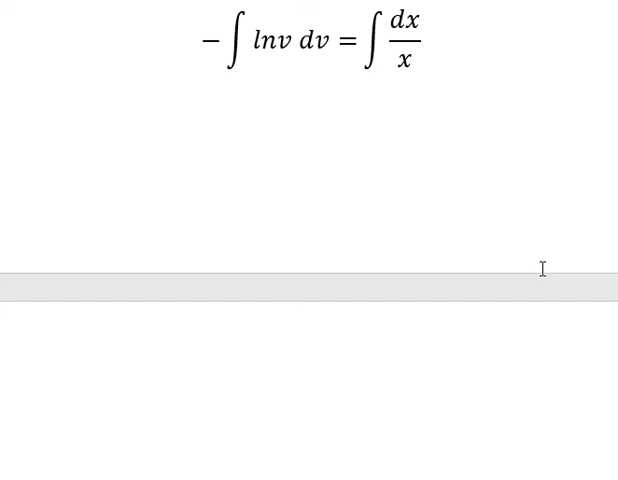 − ∫ lnv dv = ∫ dx/x